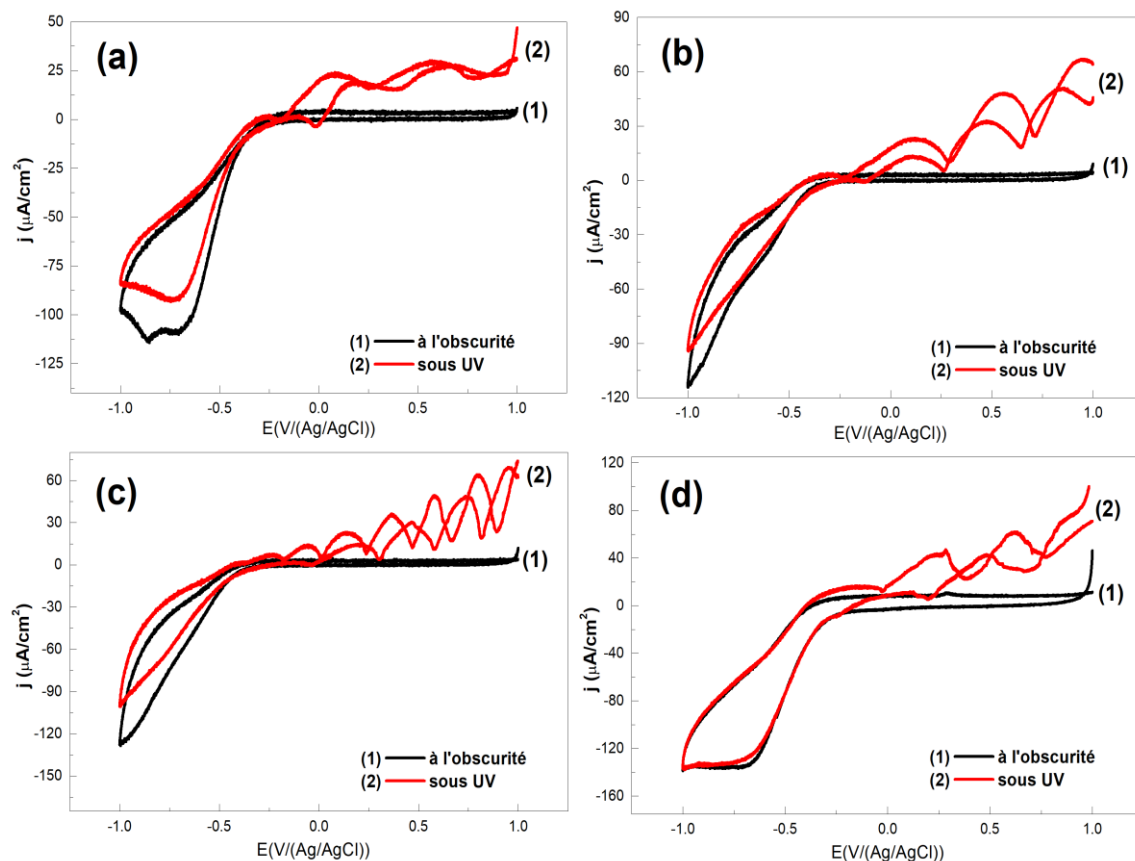 (a)
50
25
0
-25
-50
-75
-100
-125
j (µA/cm²)
(2)
(1)
(1) à l'obscurité
(2) sous UV
-1.0 -0.5 0.0 0.5 1.0
E(V/(Ag/AgCl))
(b)
90
60
30
0
-30
-60
-90
-120
j (µA/cm²)
(2)
(1)
(1) à l'obscurité
(2) sous UV
-1.0 -0.5 0.0 0.5 1.0
E(V/(Ag/AgCl))
(c)
60
30
0
-30
-60
-90
-120
-150
j (µA/cm²)
(2)
(1)
(1) à l'obscurité
(2) sous UV
-1.0 -0.5 0.0 0.5 1.0
E(V/(Ag/AgCl))
(d)
120
80
40
0
-40
-80
-120
-160
j (µA/cm²)
(2)
(1)
(1) à l'obscurité
(2) sous UV
-1.0 -0.5 0.0 0.5 1.0
E(V/(Ag/AgCl))